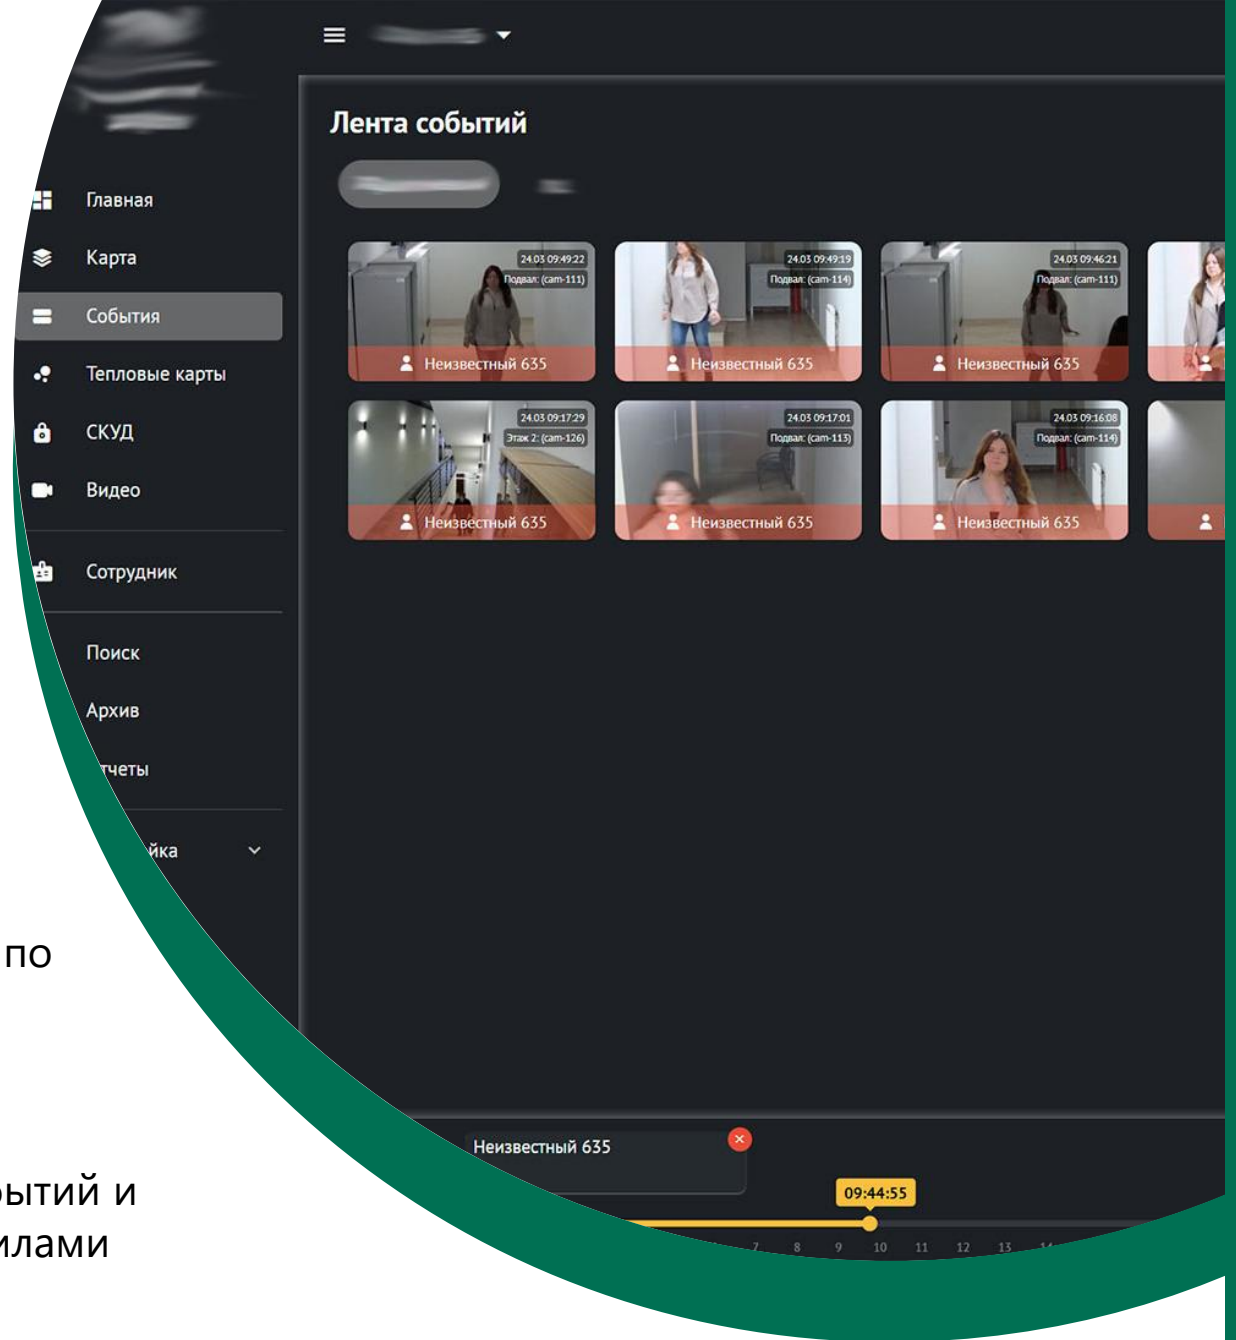 Лента событий
Главная
Карта
События
Тепловые карты
СКУД
Видео
Сотрудник
Поиск
Архив
тчеты
йка
24.03 09:49:22
Подвал: (cam-111)
Неизвестный 635
24.03 09:49:19
Подвал: (cam-114)
Неизвестный 635
24.03 09:46:21
Подвал: (cam-111)
Неизвестный 635
24.03 09:17:29
Этаж 2: (cam-126)
Неизвестный 635
24.03 09:17:01
Подвал: (cam-113)
Неизвестный 635
24.03 09:16:08
Подвал: (cam-114)
Неизвестный 635
по
ытий и
илами
Неизвестный 635
09:44:55
7 8 9 10 11 12 13 14